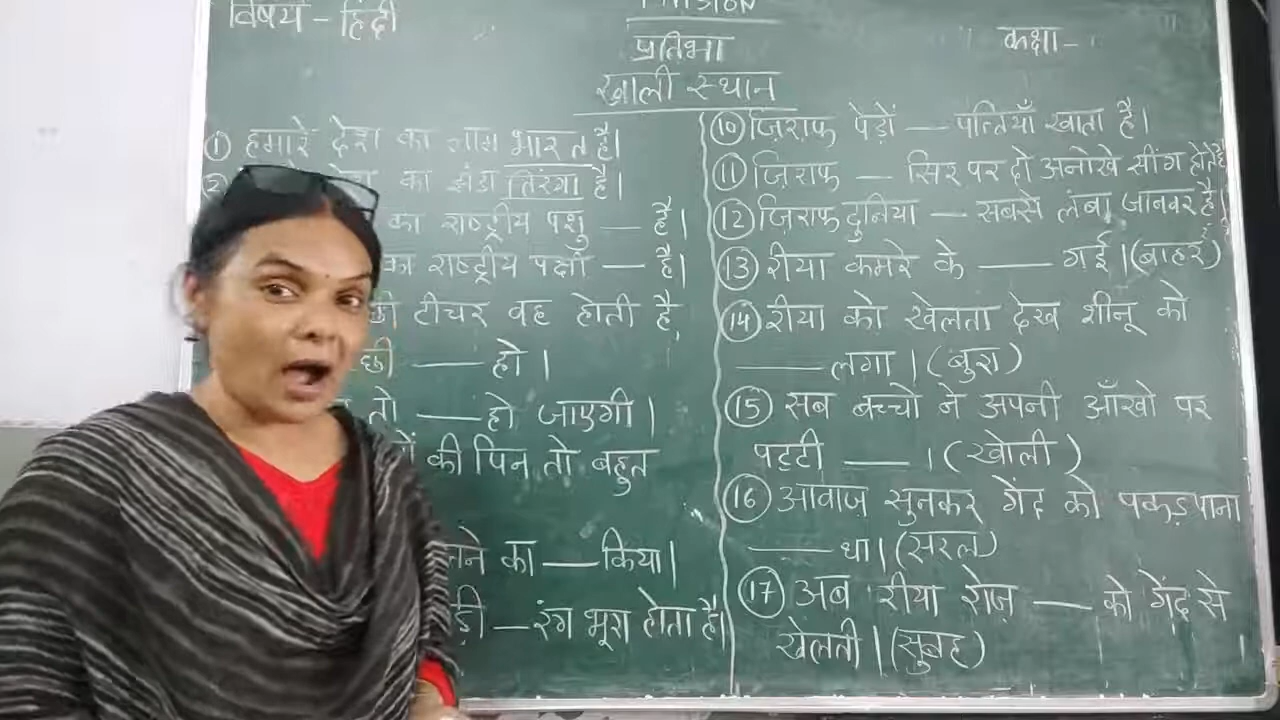 विषय - हिंदी
MISSION
प्रतिभा
कक्षा-
खाली स्थान
① हमारे देश का नाम भारत है।
② का झंडा तिरंगा है।
का राष्ट्रीय पशु — है।
का राष्ट्रीय पक्षी — है।
टीचर वह होती है,
— हो ।
तो — हो जाएगी।
की पिन तो बहुत
का — किया।
— रंग भूरा होता है।
⑩ ज़िराफ़ पेड़ों — पत्तियाँ खाता है।
⑪ ज़िराफ़ — सिर पर दो अनोखे सींग होते हैं
⑫ ज़िराफ़ दुनिया — सबसे लंबा जानवर है।
⑬ रीया कमरे के — गई।(बाहर)
⑭ रीया को खेलता देख शीनू को
— लगा।(बुरा)
⑮ सब बच्चो ने अपनी आँखो पर
पट्टी — ।(खोली)
⑯ आवाज सुनकर गेंद को पकड़ पाना
— था।(सरल)
⑰ अब रीया रोज़ — को गेंद से
खेलती।(सुबह)